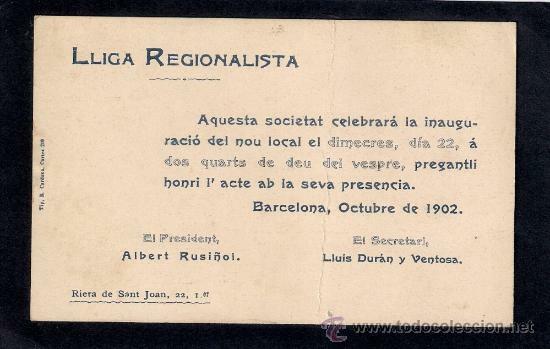 LLIGA REGIONALISTA
Aquesta societat celebrará la inaugu-
ració del nou local el dimecres, día 22, á
dos quarts de deu del vespre, pregantli
honri l' acte ab la seva presencia.
Barcelona, Octubre de 1902.
El President,
Albert Rusiñol.
El Secretari,
Lluis Durán y Ventosa.
Riera de Sant Joan, 22, 1.er
www.todocoleccion.net